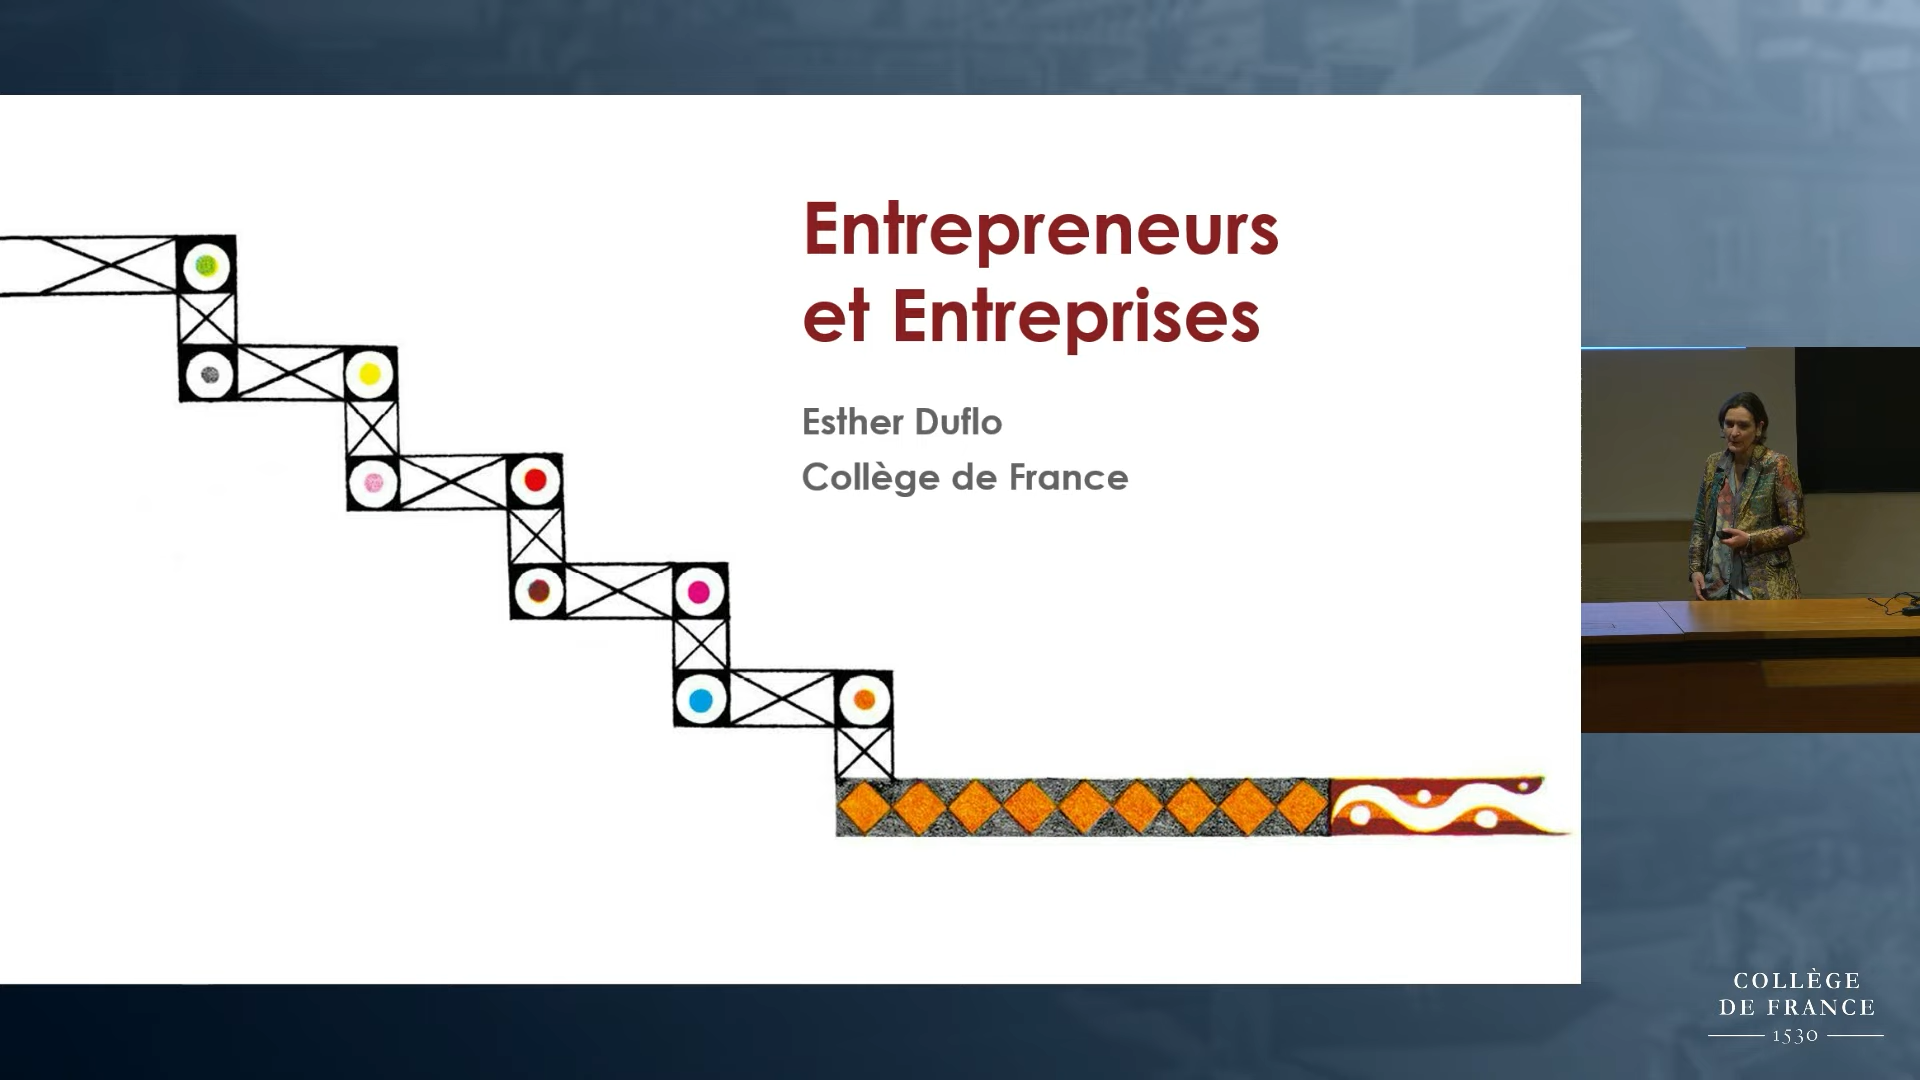 Entrepreneurs
et Entreprises
Esther Duflo
Collège de France
COLLÈGE
DE FRANCE
1530